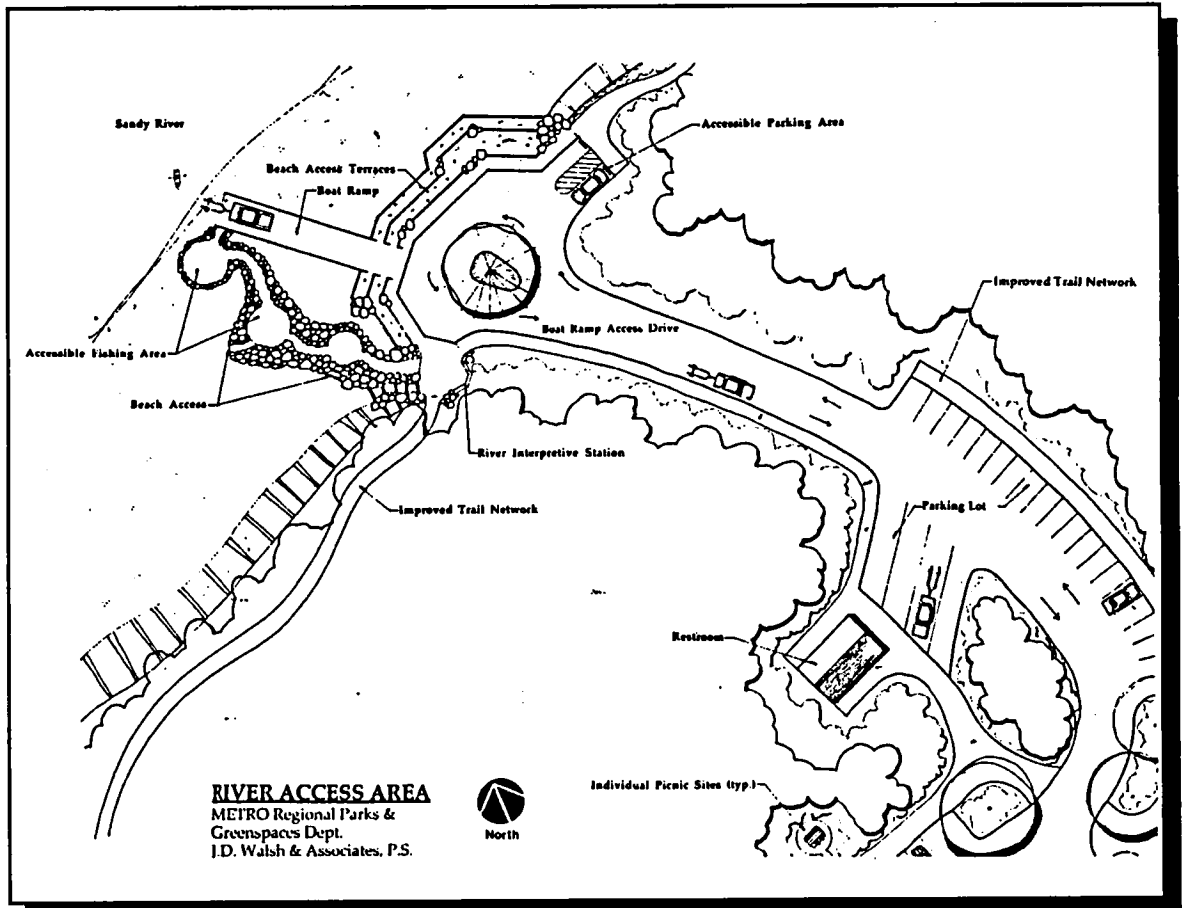 Sandy River
Accessible Parking Area
Beach Access Terraces
Boat Ramp
Improved Trail Network
Boat Ramp Access Drive
Accessible Fishing Area
Beach Access
River Interpretive Station
Improved Trail Network
Parking Lot
Restroom
Individual Picnic Sites (typ.)
RIVER ACCESS AREA
METRO Regional Parks &
Greenspaces Dept.
J.D. Walsh & Associates, P.S.
North